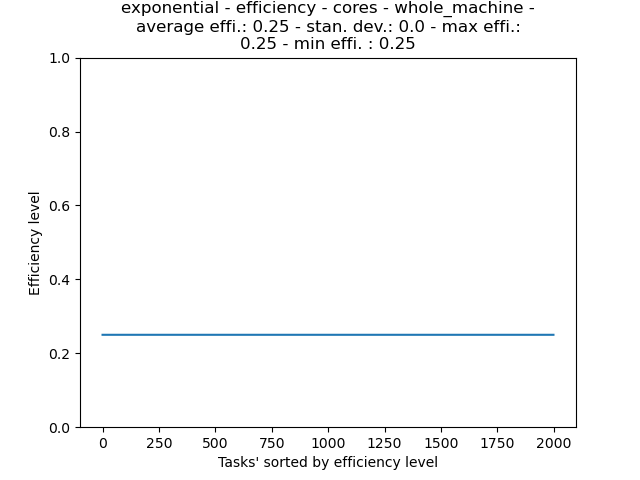 exponential - efficiency - cores - whole_machine -
average effi.: 0.25 - stan. dev.: 0.0 - max effi.:
0.25 - min effi. : 0.25
1.0
0.8
0.6
0.4
0.2
0.0
Efficiency level
0 250 500 750 1000 1250 1500 1750 2000
Tasks' sorted by efficiency level